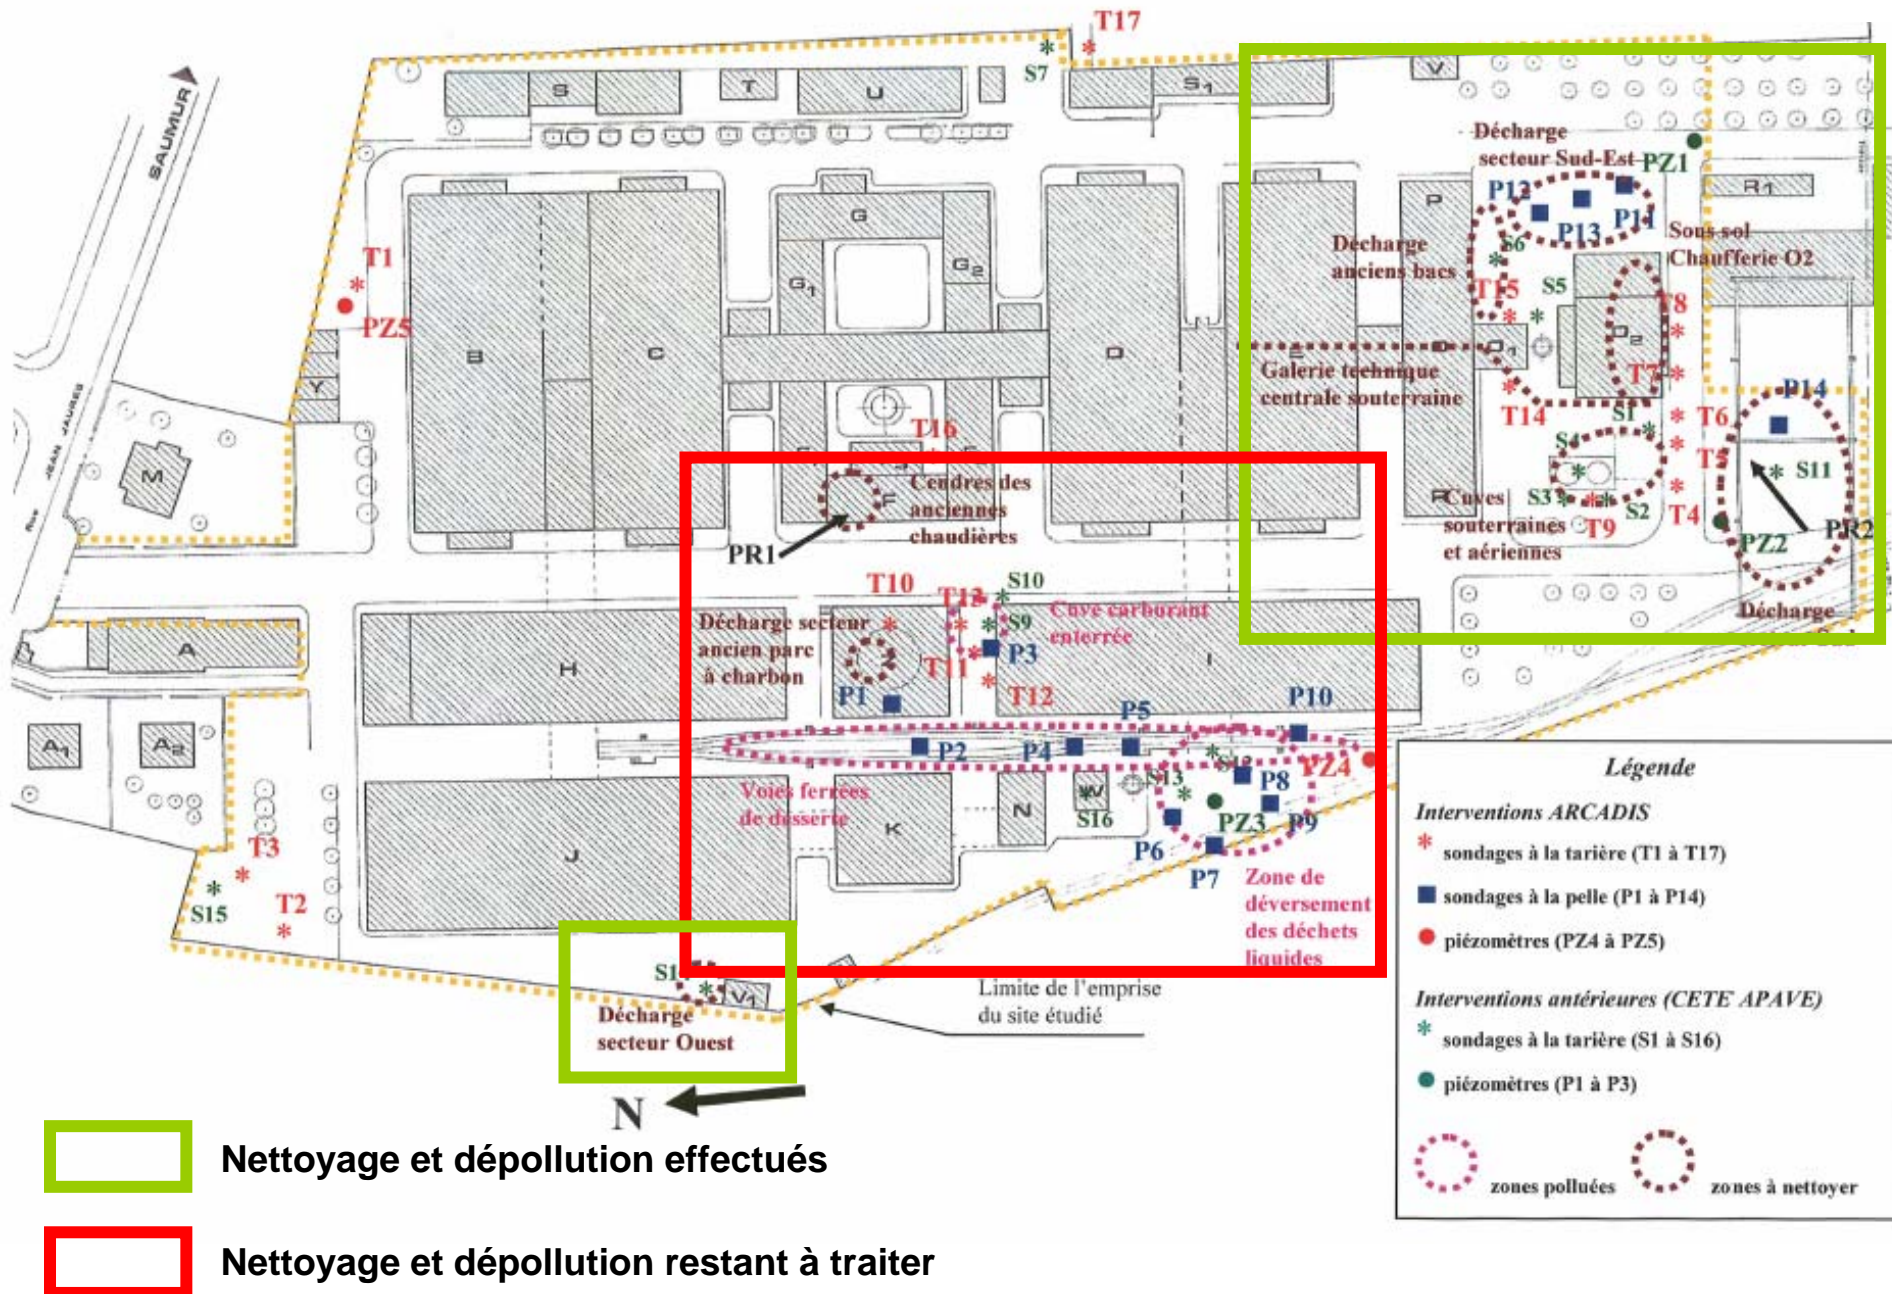 T17
S7
SAUMUR
Rue JEAN JAURES
S
T
U
S1
V
Décharge
secteur Sud-Est
PZ1
P12
P13
P11
R1
P
Décharge
anciens bacs
S6
Sous sol
Chaufferie O2
T1
PZ5
G
G1
G2
T15
S5
T8
B
C
D
E
O1
O2
Galerie technique
centrale souterraine
T7
T14
P14
Y
M
T16
S1
T6
S4
T5
S11
Cendres des
anciennes
chaudières
F
PR1
R
S3
S2
T9
T4
Cuves
souterraines
et aériennes
PZ2
PR2
Décharge
T10
T13
S10
Cuve carburant
enterrée
S9
Décharge secteur
ancien parc
à charbon
T11
P3
T12
P1
A
H
I
P10
P5
P2
P4
PZ4
A1
A2
S13
P8
Voies ferrées
de desserte
W
S16
PZ3
P9
K
N
P6
P7
J
T3
S15
T2
Zone de
déversement
des déchets
liquides
S1
V1
Décharge
secteur Ouest
Limite de l'emprise
du site étudié
N
Légende
Interventions ARCADIS
sondages à la tarière (T1 à T17)
sondages à la pelle (P1 à P14)
piézomètres (PZ4 à PZ5)
Interventions antérieures (CETE APAVE)
sondages à la tarière (S1 à S16)
piézomètres (P1 à P3)
zones polluées
zones à nettoyer
Nettoyage et dépollution effectués
Nettoyage et dépollution restant à traiter